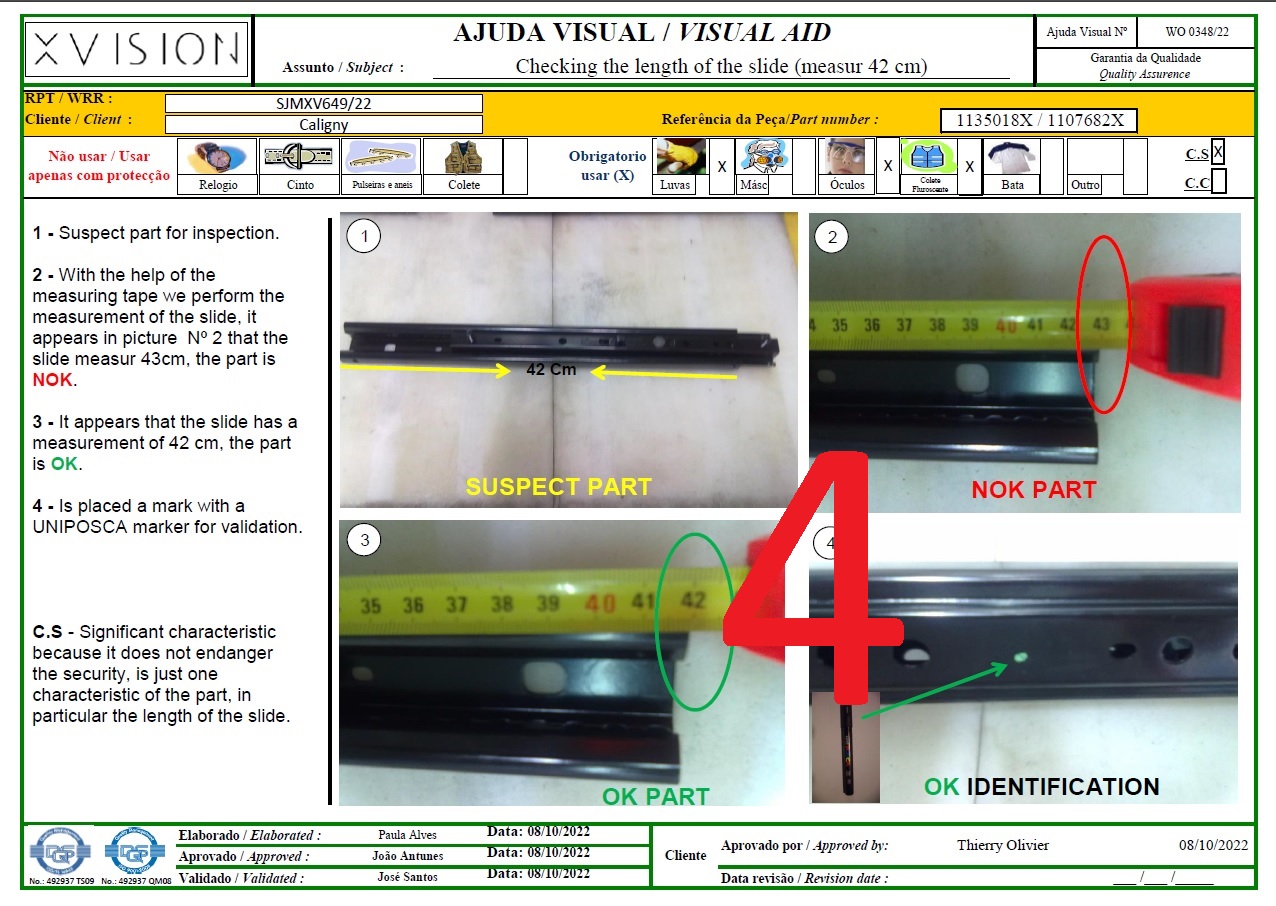 XVISION
AJUDA VISUAL / VISUAL AID
Assunto / Subject :
Checking the length of the slide (measur 42 cm)
Ajuda Visual Nº
WO 0348/22
Garantia da Qualidade
Quality Assurence
RPT / WRR :
SJMXV649/22
Cliente / Client :
Caligny
Referência da Peça/Part number :
1135018X / 1107682X
Não usar / Usar
apenas com protecção
Relogio
Cinto
Pulseiras e aneis
Colete
Obrigatorio
usar (X)
Luvas
X
Másc
Óculos
X
Colete
Fluroscente
X
Bata
Outro
C.S X
C.C
1 - Suspect part for inspection.
2 - With the help of the
measuring tape we perform the
measurement of the slide, it
appears in picture Nº 2 that the
slide measur 43cm, the part is
NOK.
3 - It appears that the slide has a
measurement of 42 cm, the part
is OK.
4 - Is placed a mark with a
UNIPOSCA marker for validation.
C.S - Significant characteristic
because it does not endanger
the security, is just one
characteristic of the part, in
particular the length of the slide.
1
42 Cm
SUSPECT PART
2
4 35 36 37 38 39 40 41 42 43
NOK PART
3
35 36 37 38 39 40 41 42
OK PART
4
4
OK IDENTIFICATION
DQS
No.: 492937 TS09
DQS
No.: 492937 QM08
Elaborado / Elaborated :
Paula Alves
Data: 08/10/2022
Aprovado / Approved :
João Antunes
Data: 08/10/2022
Validado / Validated :
José Santos
Data: 08/10/2022
Cliente
Aprovado por / Approved by:
Thierry Olivier
08/10/2022
Data revisão / Revision date :
___ /___ /_____